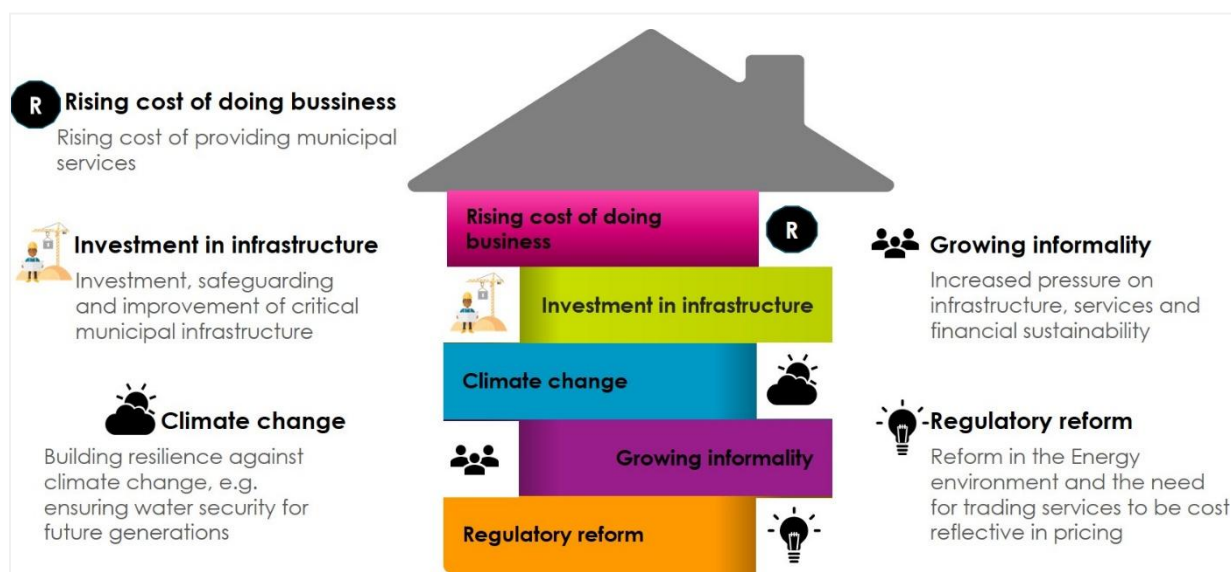 R
Rising cost of doing bussiness
Rising cost of providing municipal
services
Investment in infrastructure
Investment, safeguarding
and improvement of critical
municipal infrastructure
Climate change
Building resilience against
climate change, e.g.
ensuring water security for
future generations
Rising cost of doing
business
R
Investment in infrastructure
Climate change
Growing informality
Regulatory reform
Growing informality
Increased pressure on
infrastructure, services and
financial sustainability
Regulatory reform
Reform in the Energy
environment and the need
for trading services to be cost
reflective in pricing